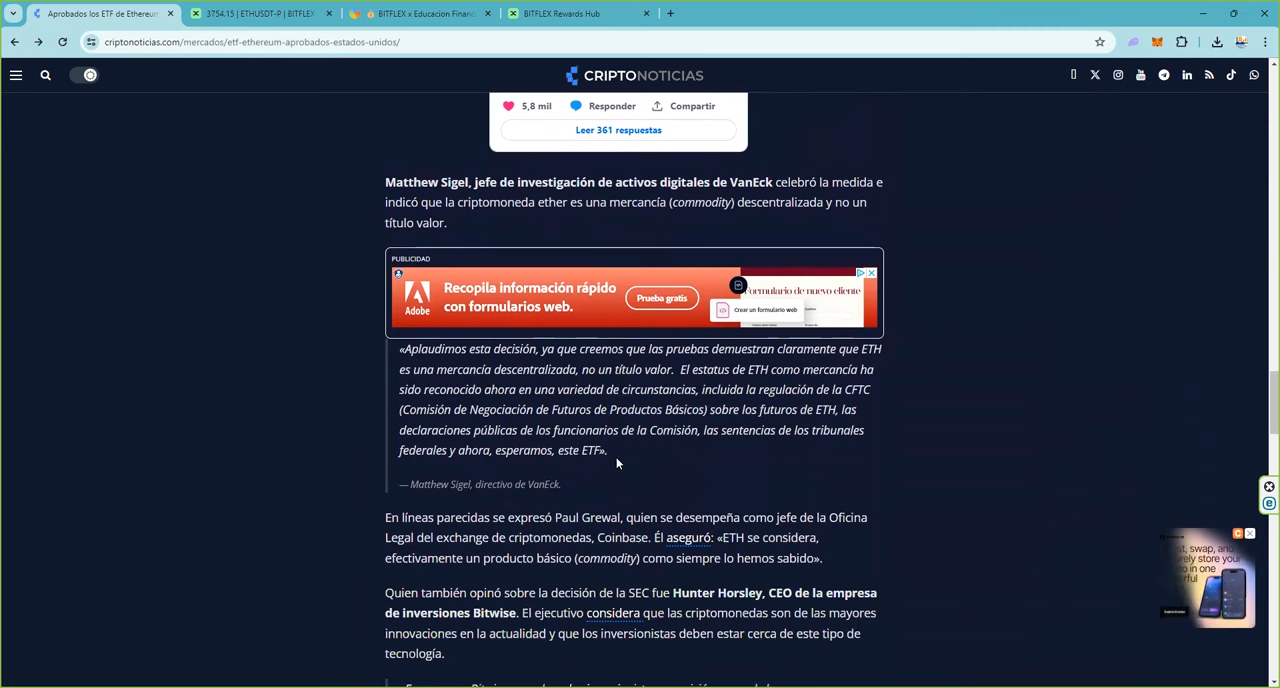 Aprobados los ETF de Ethereum
3754.15 | ETHUSDT-P | BITFLEX
BITFLEX x Educacion Financ
BITFLEX Rewards Hub
criptonoticias.com/mercados/etf-ethereum-aprobados-estados-unidos/
CRIPTONOTICIAS
5,8 mil Responder Compartir
Leer 361 respuestas
Matthew Sigel, jefe de investigación de activos digitales de VanEck celebró la medida e
indicó que la criptomoneda ether es una mercancía (commodity) descentralizada y no un
título valor.
PUBLICIDAD
Adobe
Recopila información rápido
con formularios web.
Prueba gratis
Formulario de nuevo cliente
Crear un formulario web
«Aplaudimos esta decisión, ya que creemos que las pruebas demuestran claramente que ETH
es una mercancía descentralizada, no un título valor. El estatus de ETH como mercancía ha
sido reconocido ahora en una variedad de circunstancias, incluida la regulación de la CFTC
(Comisión de Negociación de Futuros de Productos Básicos) sobre los futuros de ETH, las
declaraciones públicas de los funcionarios de la Comisión, las sentencias de los tribunales
federales y ahora, esperamos, este ETF».
— Matthew Sigel, directivo de VanEck.
En líneas parecidas se expresó Paul Grewal, quien se desempeña como jefe de la Oficina
Legal del exchange de criptomonedas, Coinbase. Él aseguró: «ETH se considera,
efectivamente un producto básico (commodity) como siempre lo hemos sabido».
Quien también opinó sobre la decisión de la SEC fue Hunter Horsley, CEO de la empresa
de inversiones Bitwise. El ejecutivo considera que las criptomonedas son de las mayores
innovaciones en la actualidad y que los inversionistas deben estar cerca de este tipo de
tecnología.
swap, and
store your
in one